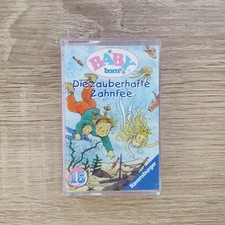 BABY
born®
Die zauberhafte
Zahnfee
15
Ravensburger